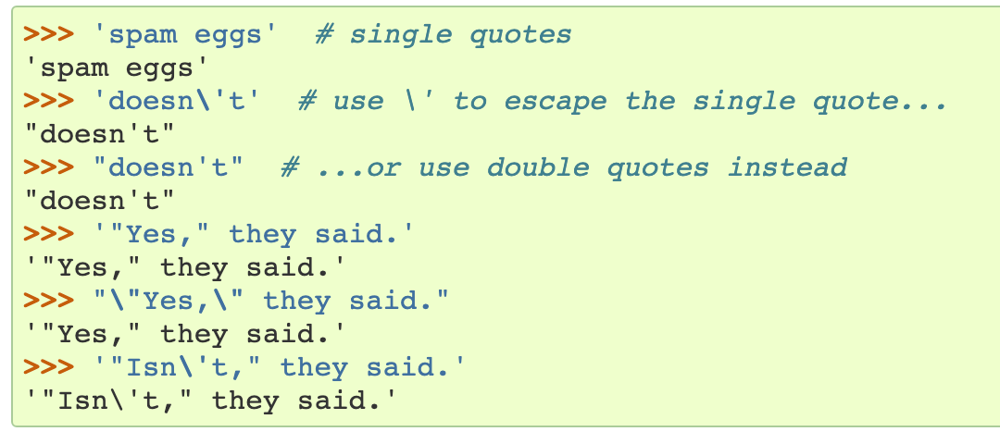 >>> 'spam eggs'  # single quotes
'spam eggs'
>>> 'doesn\'t'  # use \' to escape the single quote...
"doesn't"
>>> "doesn't"  # ...or use double quotes instead
"doesn't"
>>> '"Yes," they said.'
'"Yes," they said.'
>>> "\"Yes,\" they said."
'"Yes," they said.'
>>> '"Isn\'t," they said.'
'"Isn\'t," they said.'